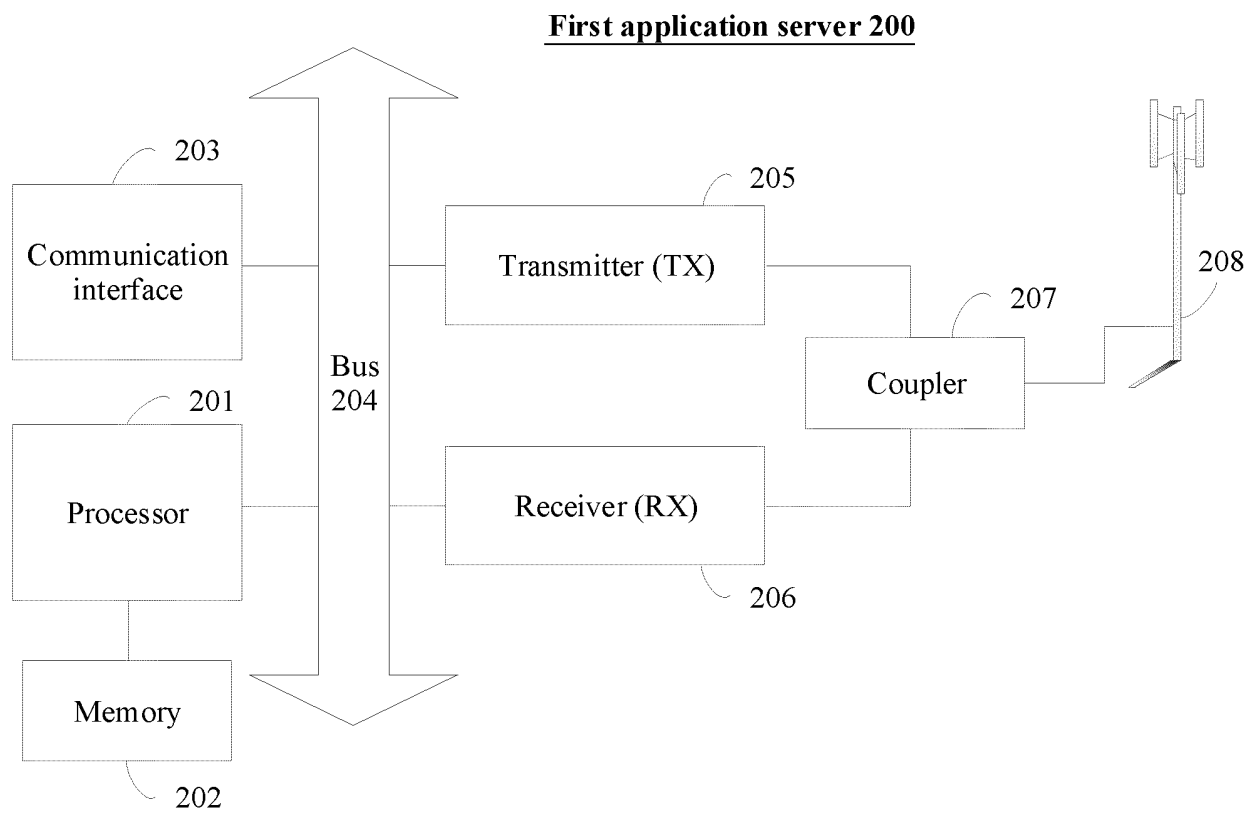 First application server 200
203
Communication
interface
205
Transmitter (TX)
208
207
Coupler
Bus
204
201
Processor
Receiver (RX)
206
Memory
202